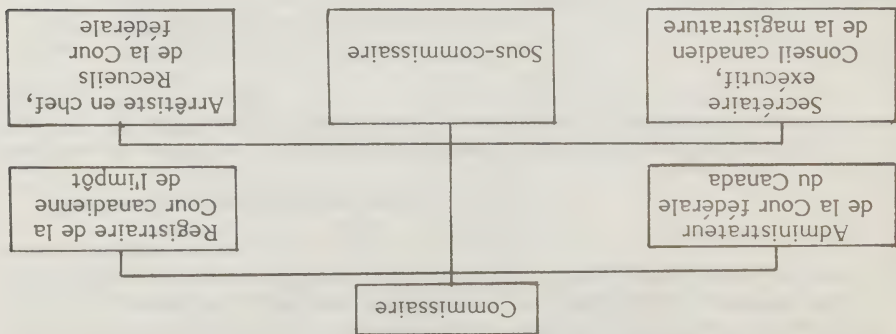 Commissaire
Administrateur
de la Cour fédérale
du Canada
Registraire de la
Cour canadienne
de l'impôt
Secrétaire
exécutif,
Conseil canadien
de la magistrature
Sous-commissaire
Arrêtiste en chef,
Recueils
de la Cour
fédérale